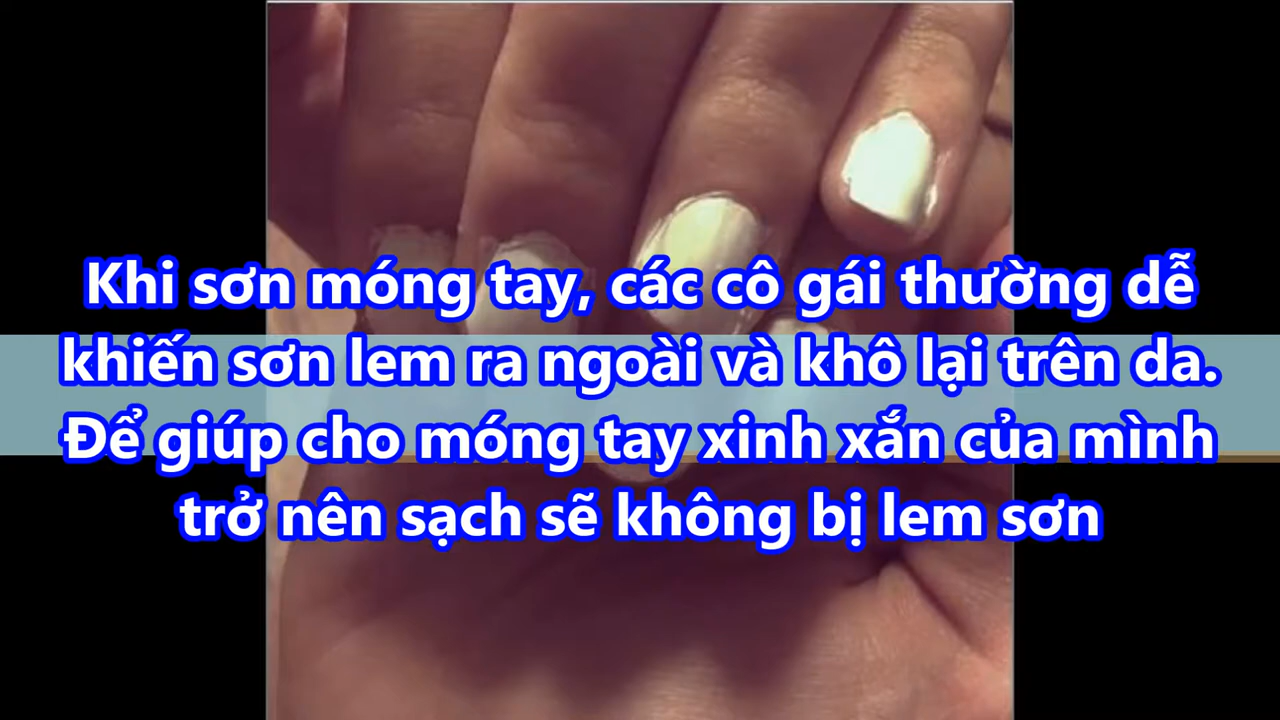 Khi sơn móng tay, các cô gái thường dễ
khiến sơn lem ra ngoài và khô lại trên da.
Để giúp cho móng tay xinh xắn của mình
trở nên sạch sẽ không bị lem sơn